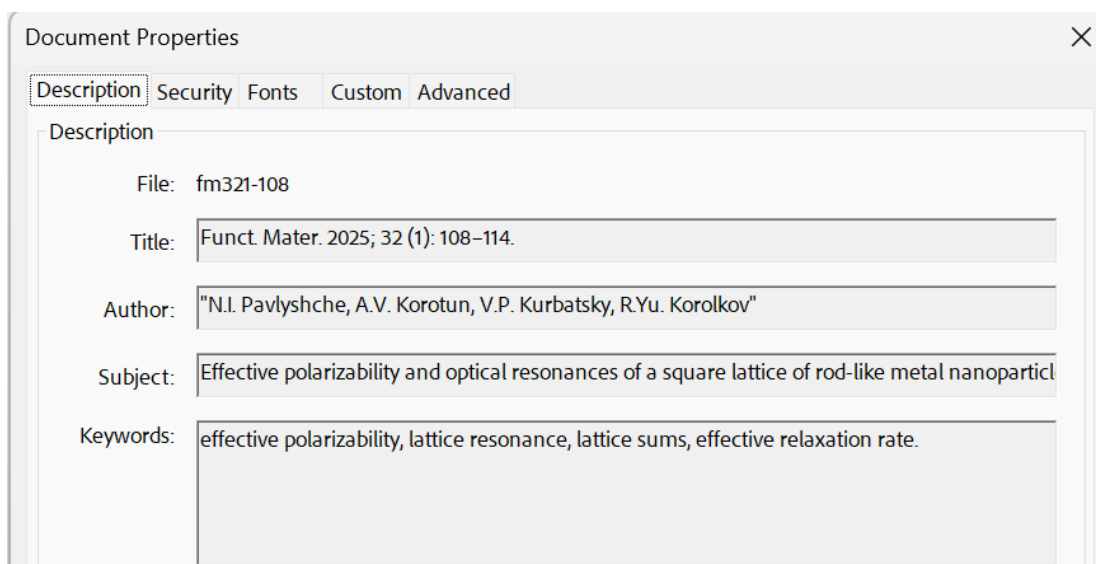 Document Properties
Description Security Fonts Custom Advanced
Description
File: fm321-108
Title: Funct. Mater. 2025; 32 (1): 108–114.
Author: "N.I. Pavlyshche, A.V. Korotun, V.P. Kurbatsky, R.Yu. Korolkov"
Subject: Effective polarizability and optical resonances of a square lattice of rod-like metal nanoparticl
Keywords: effective polarizability, lattice resonance, lattice sums, effective relaxation rate.